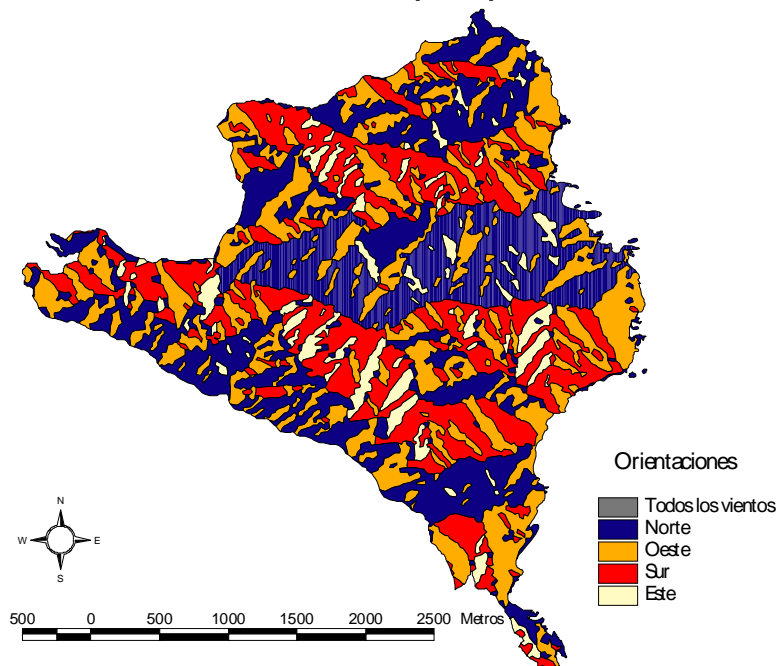 Orientaciones
Todos los vientos
Norte
Oeste
Sur
Este
N
W E
S
500 0 500 1000 1500 2000 2500 Metros